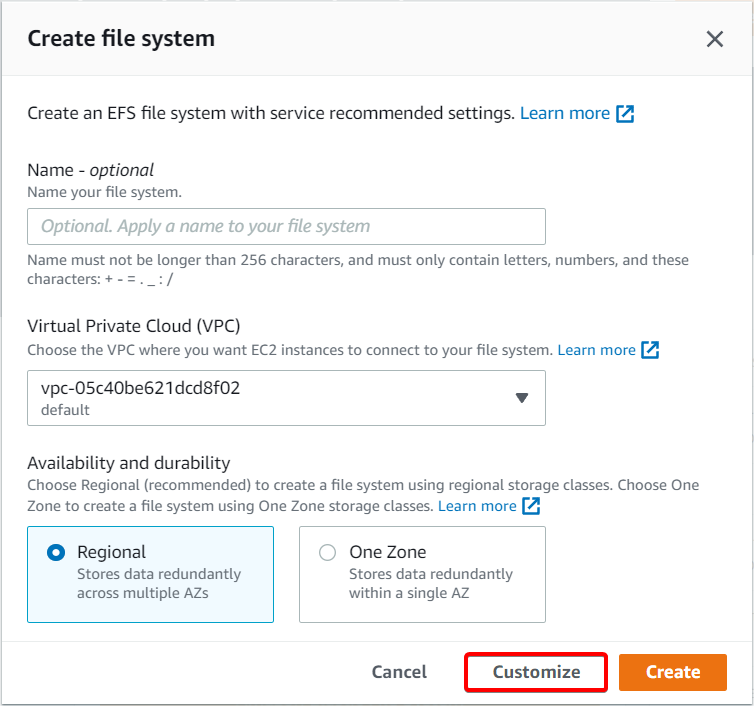 Create file system
Create an EFS file system with service recommended settings. Learn more
Name - optional
Name your file system.
Optional. Apply a name to your file system
Name must not be longer than 256 characters, and must only contain letters, numbers, and these
characters: + - = . _ : /
Virtual Private Cloud (VPC)
Choose the VPC where you want EC2 instances to connect to your file system. Learn more
vpc-05c40be621dcd8f02
default
Availability and durability
Choose Regional (recommended) to create a file system using regional storage classes. Choose One
Zone to create a file system using One Zone storage classes. Learn more
Regional
Stores data redundantly
across multiple AZs
One Zone
Stores data redundantly
within a single AZ
Cancel Customize Create